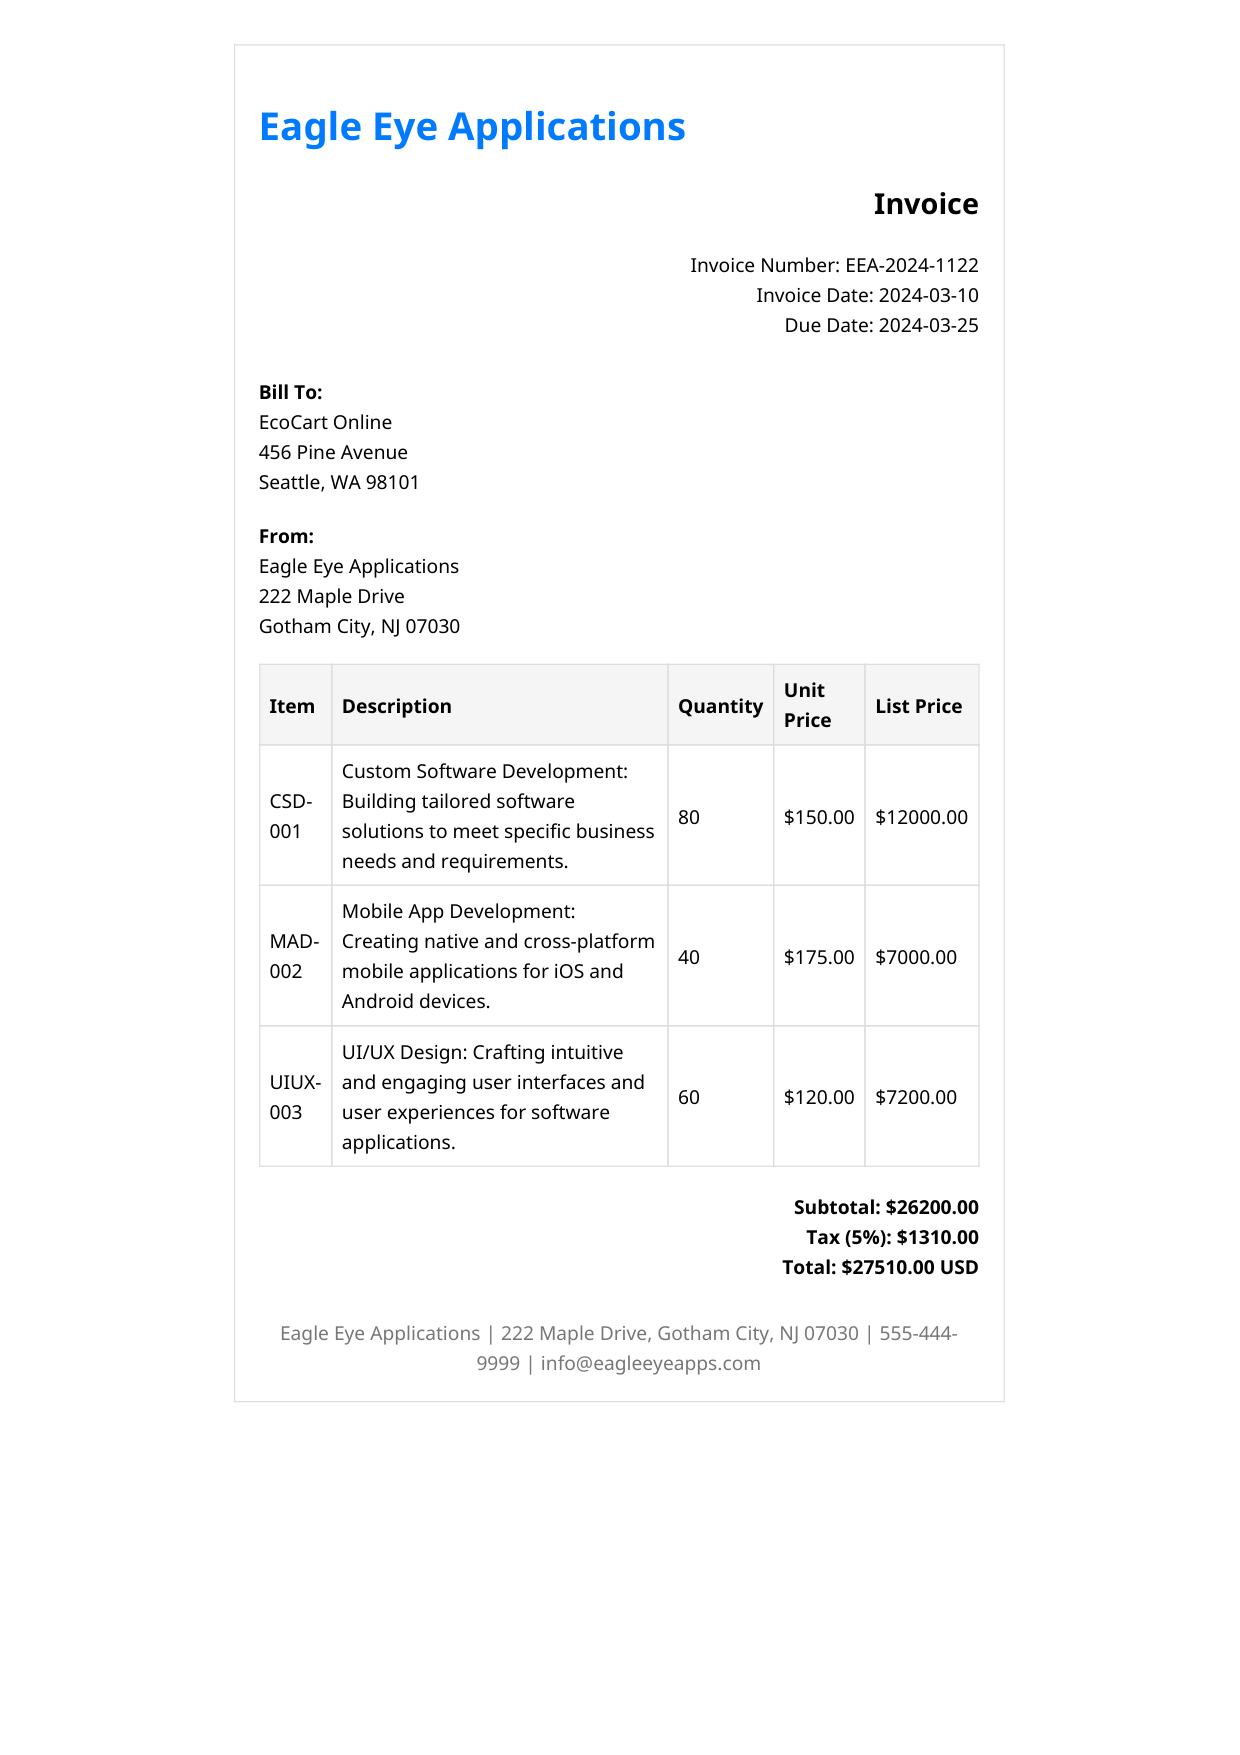 Eagle Eye Applications
Invoice
Invoice Number: EEA-2024-1122
Invoice Date: 2024-03-10
Due Date: 2024-03-25
Bill To:
EcoCart Online
456 Pine Avenue
Seattle, WA 98101
From:
Eagle Eye Applications
222 Maple Drive
Gotham City, NJ 07030
Item Description Quantity Unit Price List Price
CSD-001 Custom Software Development: Building tailored software solutions to meet specific business needs and requirements. 80 $150.00 $12000.00
MAD-002 Mobile App Development: Creating native and cross-platform mobile applications for iOS and Android devices. 40 $175.00 $7000.00
UIUX-003 UI/UX Design: Crafting intuitive and engaging user interfaces and user experiences for software applications. 60 $120.00 $7200.00
Subtotal: $26200.00
Tax (5%): $1310.00
Total: $27510.00 USD
Eagle Eye Applications | 222 Maple Drive, Gotham City, NJ 07030 | 555-444-
9999 | info@eagleeyeapps.com